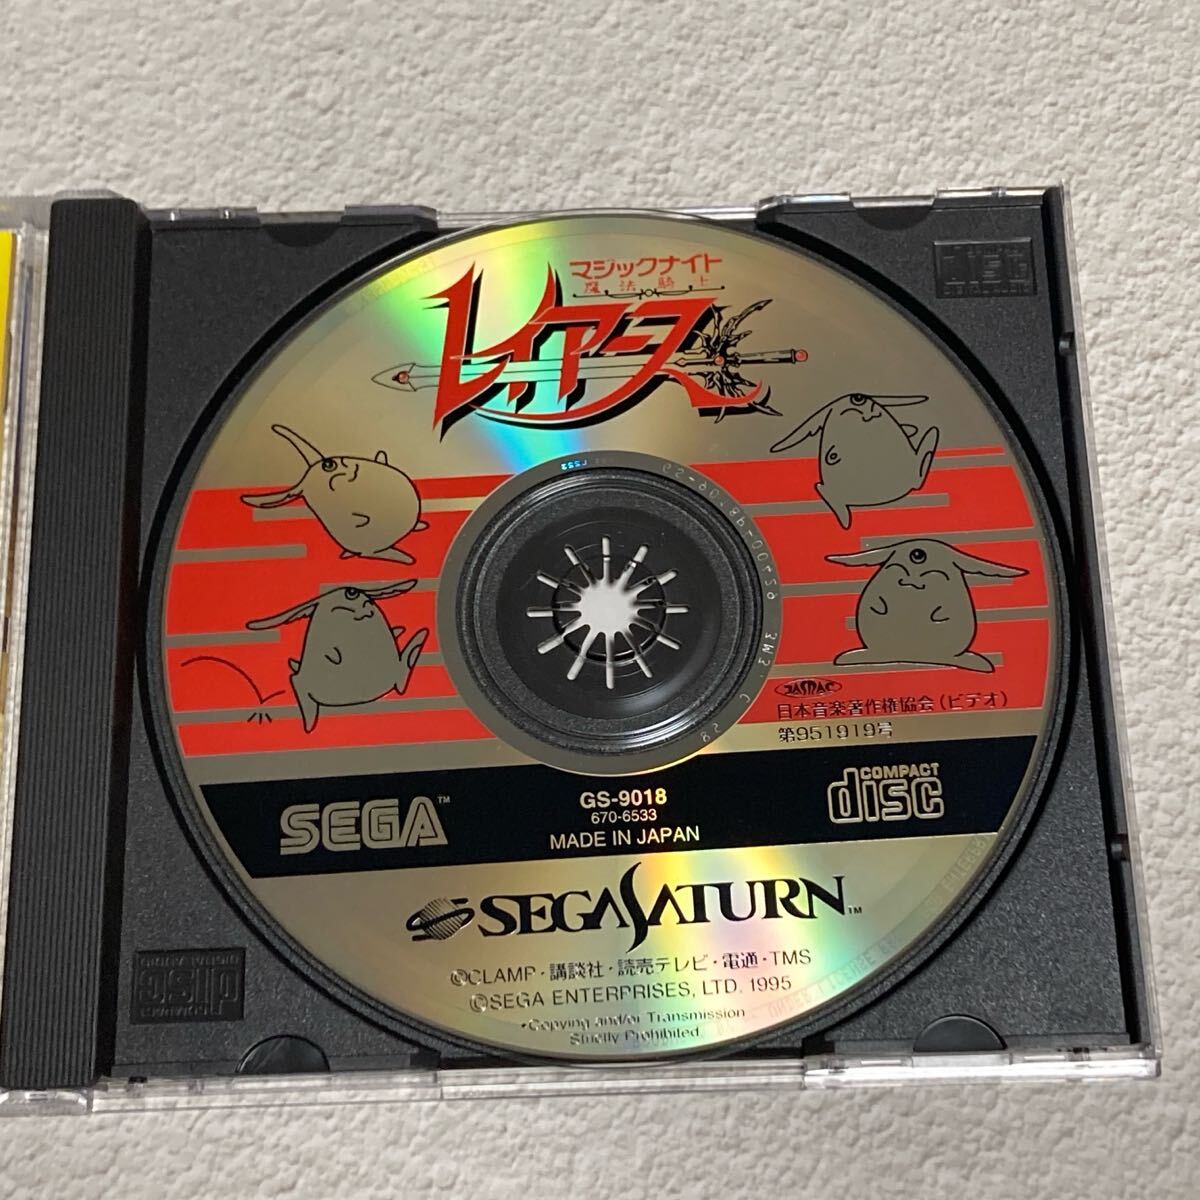 マジックナイト
魔法騎士
レイアース
JASRAC
日本音楽著作権協会(ビデオ)
第951919号
SEGA™
GS-9018
670-6533
MADE IN JAPAN
COMPACT
disc
SEGA SATURN™
©CLAMP・講談社・読売テレビ・電通・TMS
©SEGA ENTERPRISES, LTD. 1995
•Copying and/or Transmission
Strictly Prohibited.